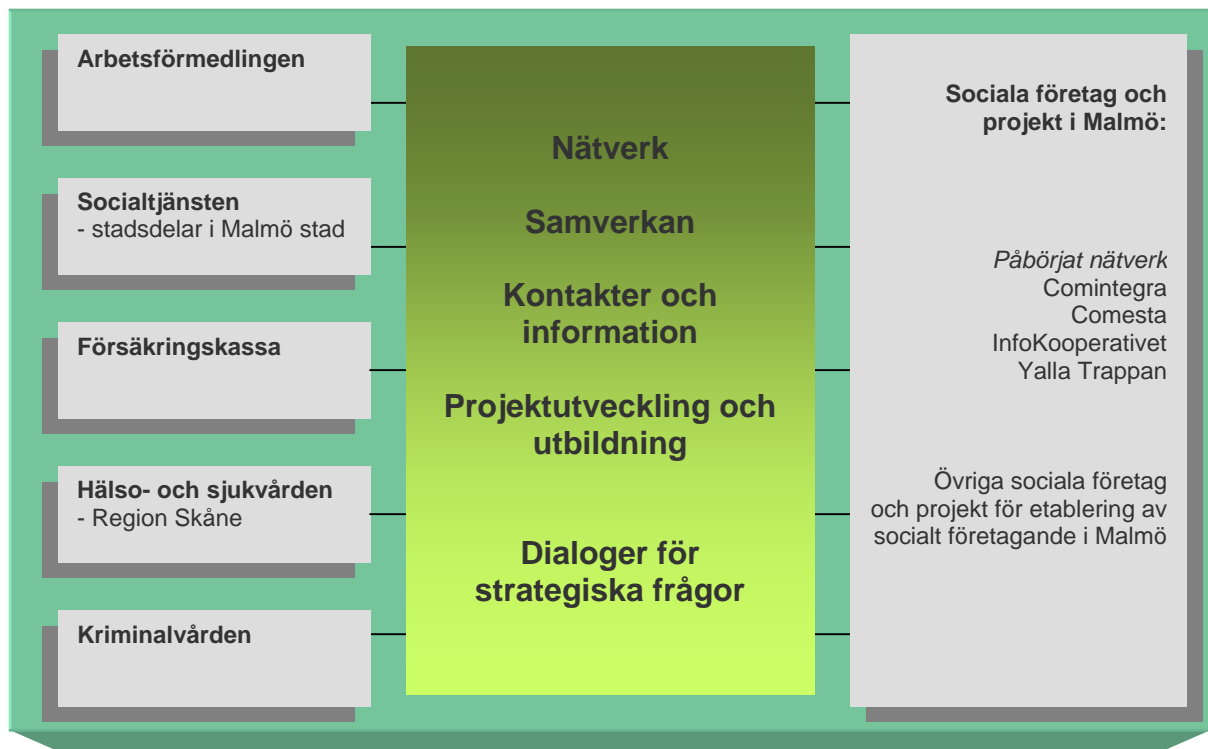 Arbetsförmedlingen
Socialtjänsten
- stadsdelar i Malmö stad
Försäkringskassa
Hälso- och sjukvården
- Region Skåne
Kriminalvården
Nätverk
Samverkan
Kontakter och
information
Projektutveckling och
utbildning
Dialoger för
strategiska frågor
Sociala företag och
projekt i Malmö:
Påbörjat nätverk
Comintegra
Comesta
InfoKooperativet
Yalla Trappan
Övriga sociala företag
och projekt för etablering av
socialt företagande i Malmö